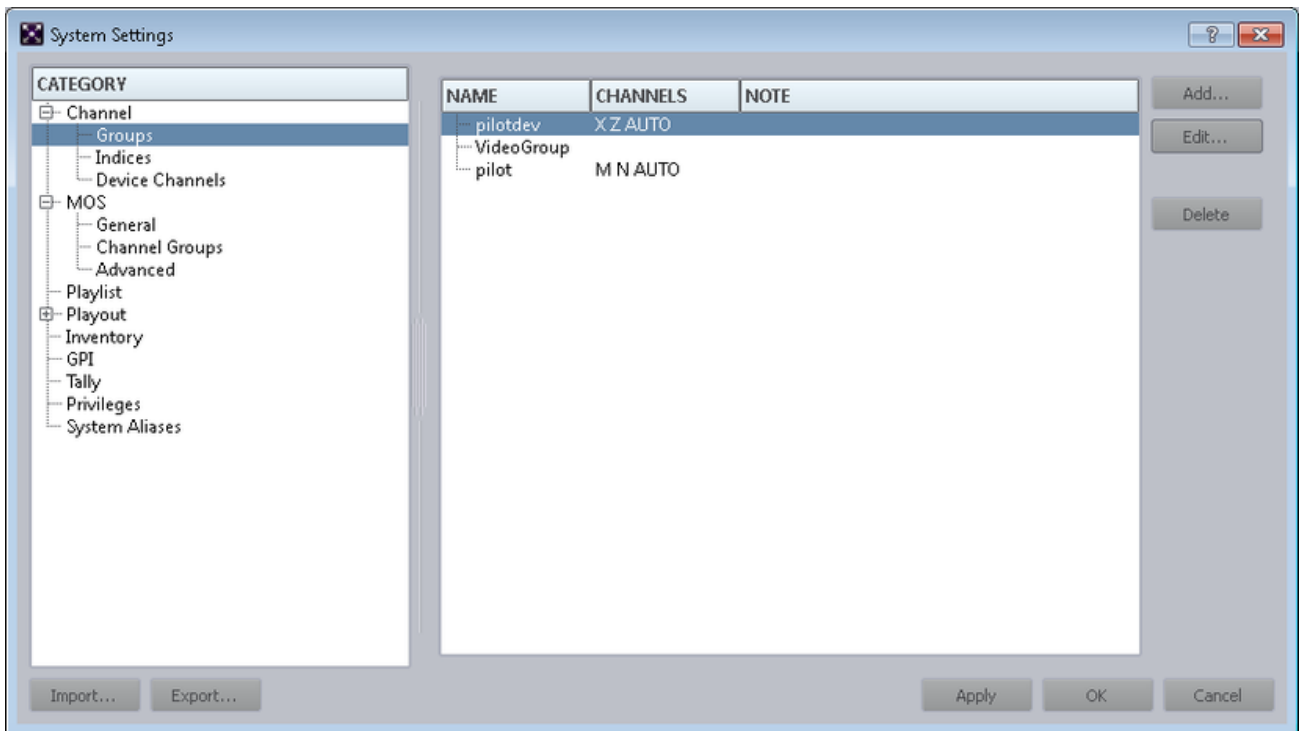 System Settings
?
CATEGORY
Channel
Groups
Indices
Device Channels
MOS
General
Channel Groups
Advanced
Playlist
Playout
Inventory
GPI
Tally
Privileges
System Aliases
NAME CHANNELS NOTE
pilotdev X Z AUTO
VideoGroup
pilot M N AUTO
Add...
Edit...
Delete
Import... Export... Apply OK Cancel